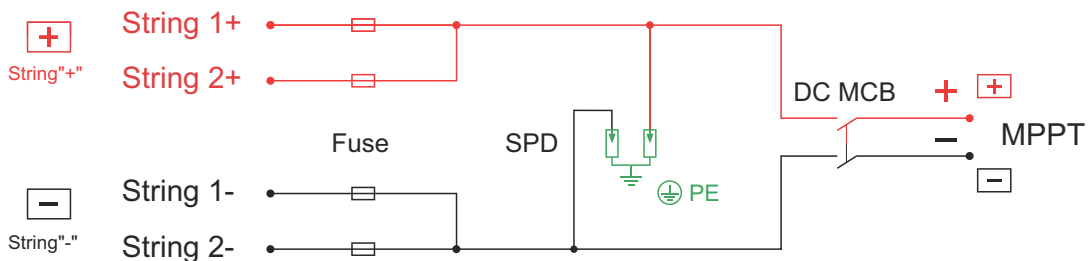 String 1+
String"+"
String 2+
DC MCB
+
+
+
Fuse
SPD
−
MPPT
String 1-
PE
−
−
String"-"
String 2-